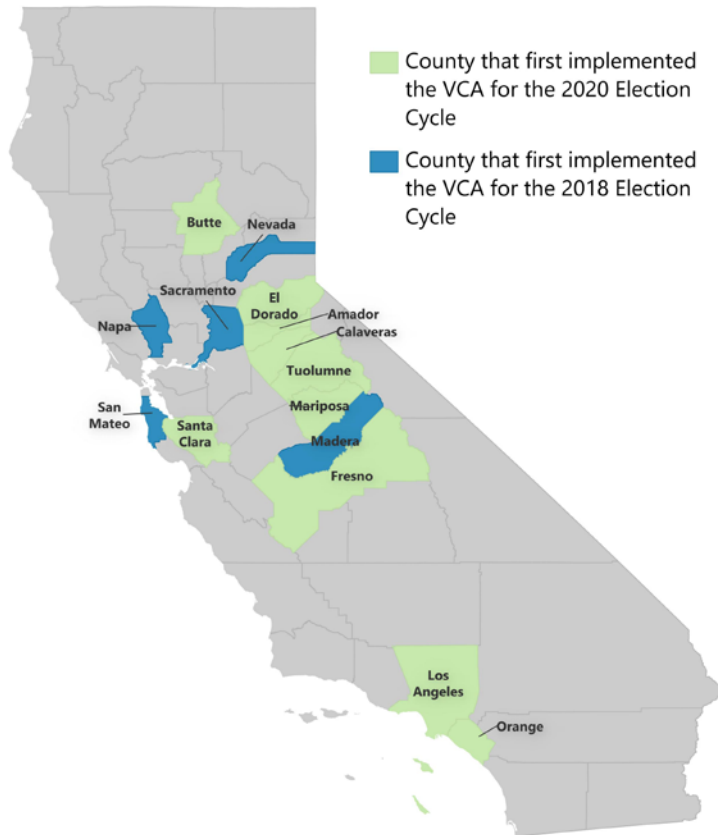 County that first implemented
the VCA for the 2020 Election
Cycle
County that first implemented
the VCA for the 2018 Election
Cycle
Butte
Nevada
Sacramento
El
Dorado
Amador
Napa
Calaveras
Tuolumne
Mariposa
San
Mateo
Santa
Clara
Madera
Fresno
Los
Angeles
Orange